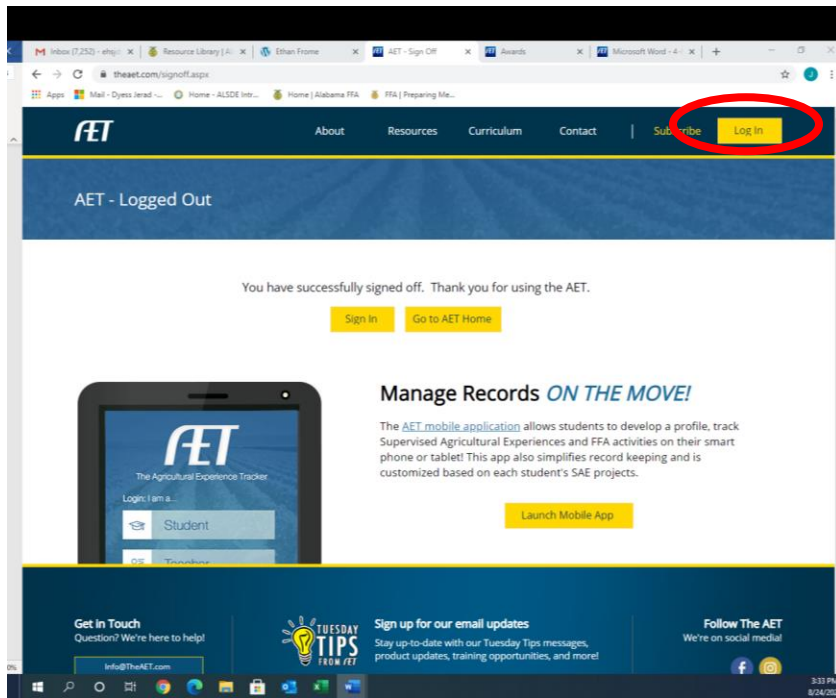 Inbox (7,252) - ehsjc
Resource Library | Al
Ethan Frome
AET - Sign Off
Awards
Microsoft Word - 4-
theaet.com/signoff.aspx
Apps Mail - Dyess Jerad -... Home - ALSDE Intr... Home | Alabama FFA FFA | Preparing Me...
AET About Resources Curriculum Contact | Subscribe Log In
AET - Logged Out
You have successfully signed off. Thank you for using the AET.
Sign In Go to AET Home
Manage Records ON THE MOVE!
The AET mobile application allows students to develop a profile, track
Supervised Agricultural Experiences and FFA activities on their smart
phone or tablet! This app also simplifies record keeping and is
customized based on each student's SAE projects.
Launch Mobile App
AET
The Agricultural Experience Tracker
Login: I am a...
Student
Teacher
Get in Touch
Question? We're here to help!
Info@TheAET.com
TUESDAY
TIPS
FROM AET
Sign up for our email updates
Stay up-to-date with our Tuesday Tips messages,
product updates, training opportunities, and more!
Follow The AET
We're on social media!
3:33 PM